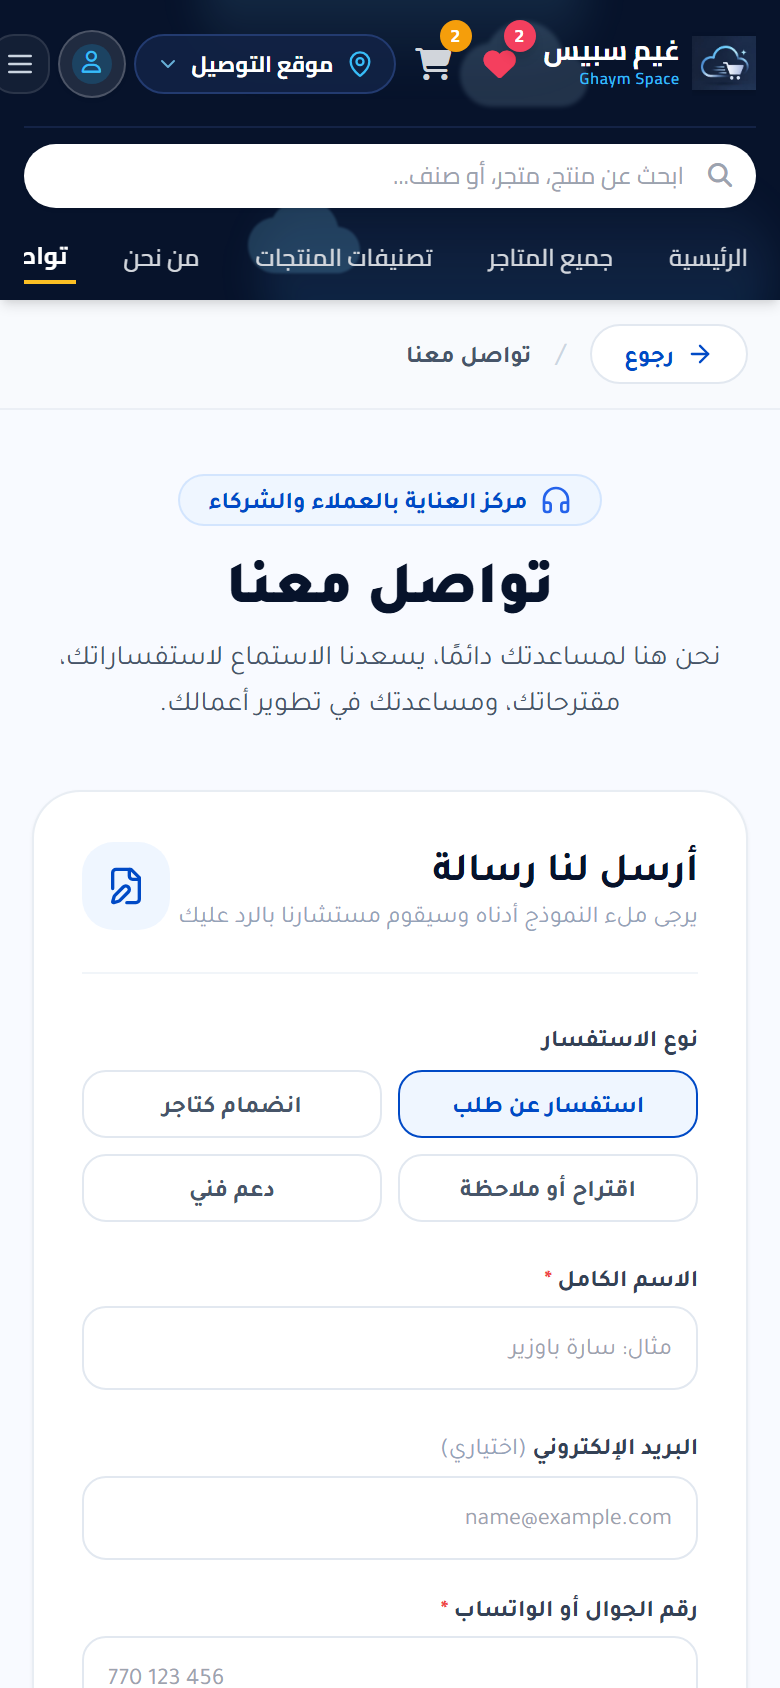 غيم سبيس
Ghaym Space
2
2
موقع التوصيل
ابحث عن منتج، متجر، أو صنف...
الرئيسية
جميع المتاجر
تصنيفات المنتجات
من نحن
رجوع
/
تواصل معنا
مركز العناية بالعملاء والشركاء
تواصل معنا
نحن هنا لمساعدتك دائمًا، يسعدنا الاستماع لاستفساراتك،
مقترحاتك، ومساعدتك في تطوير أعمالك.
أرسل لنا رسالة
يرجى ملء النموذج أدناه وسيقوم مستشارنا بالرد عليك
نوع الاستفسار
استفسار عن طلب
انضمام كتاجر
اقتراح أو ملاحظة
دعم فني
الاسم الكامل *
مثال: سارة باوزير
البريد الإلكتروني (اختياري)
name@example.com
رقم الجوال أو الواتساب *
770 123 456